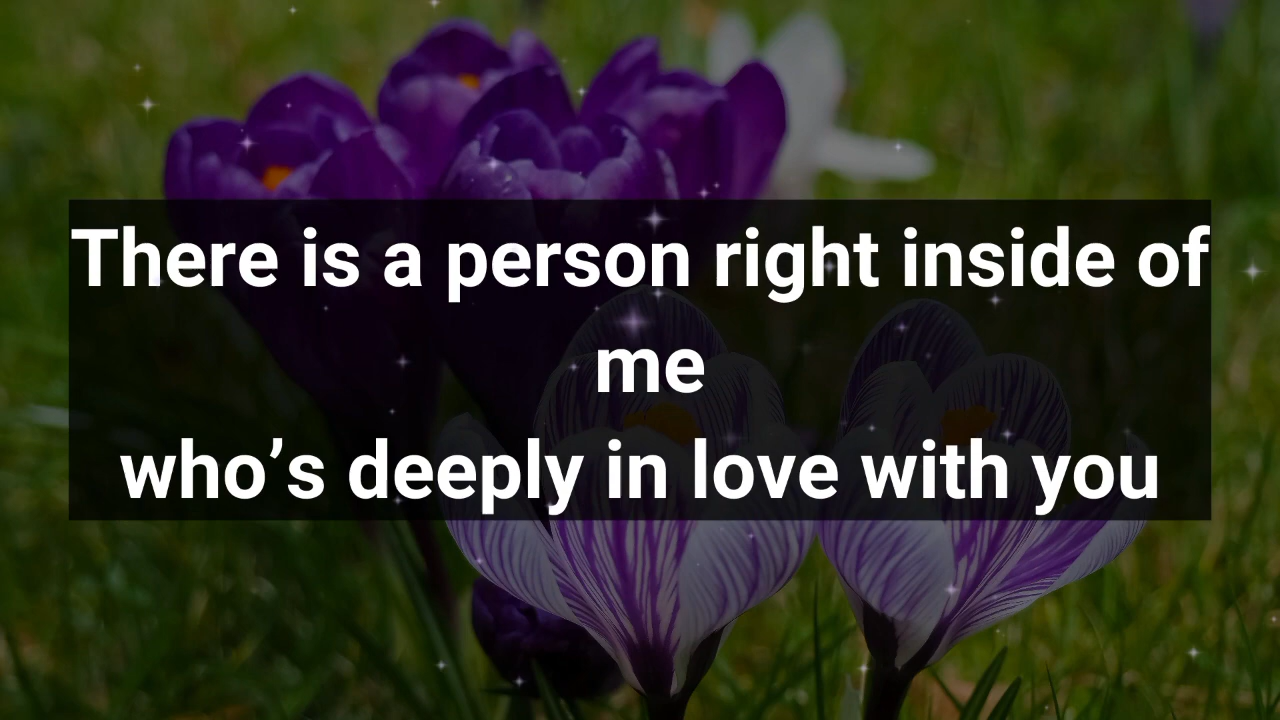 There is a person right inside of
me
who’s deeply in love with you